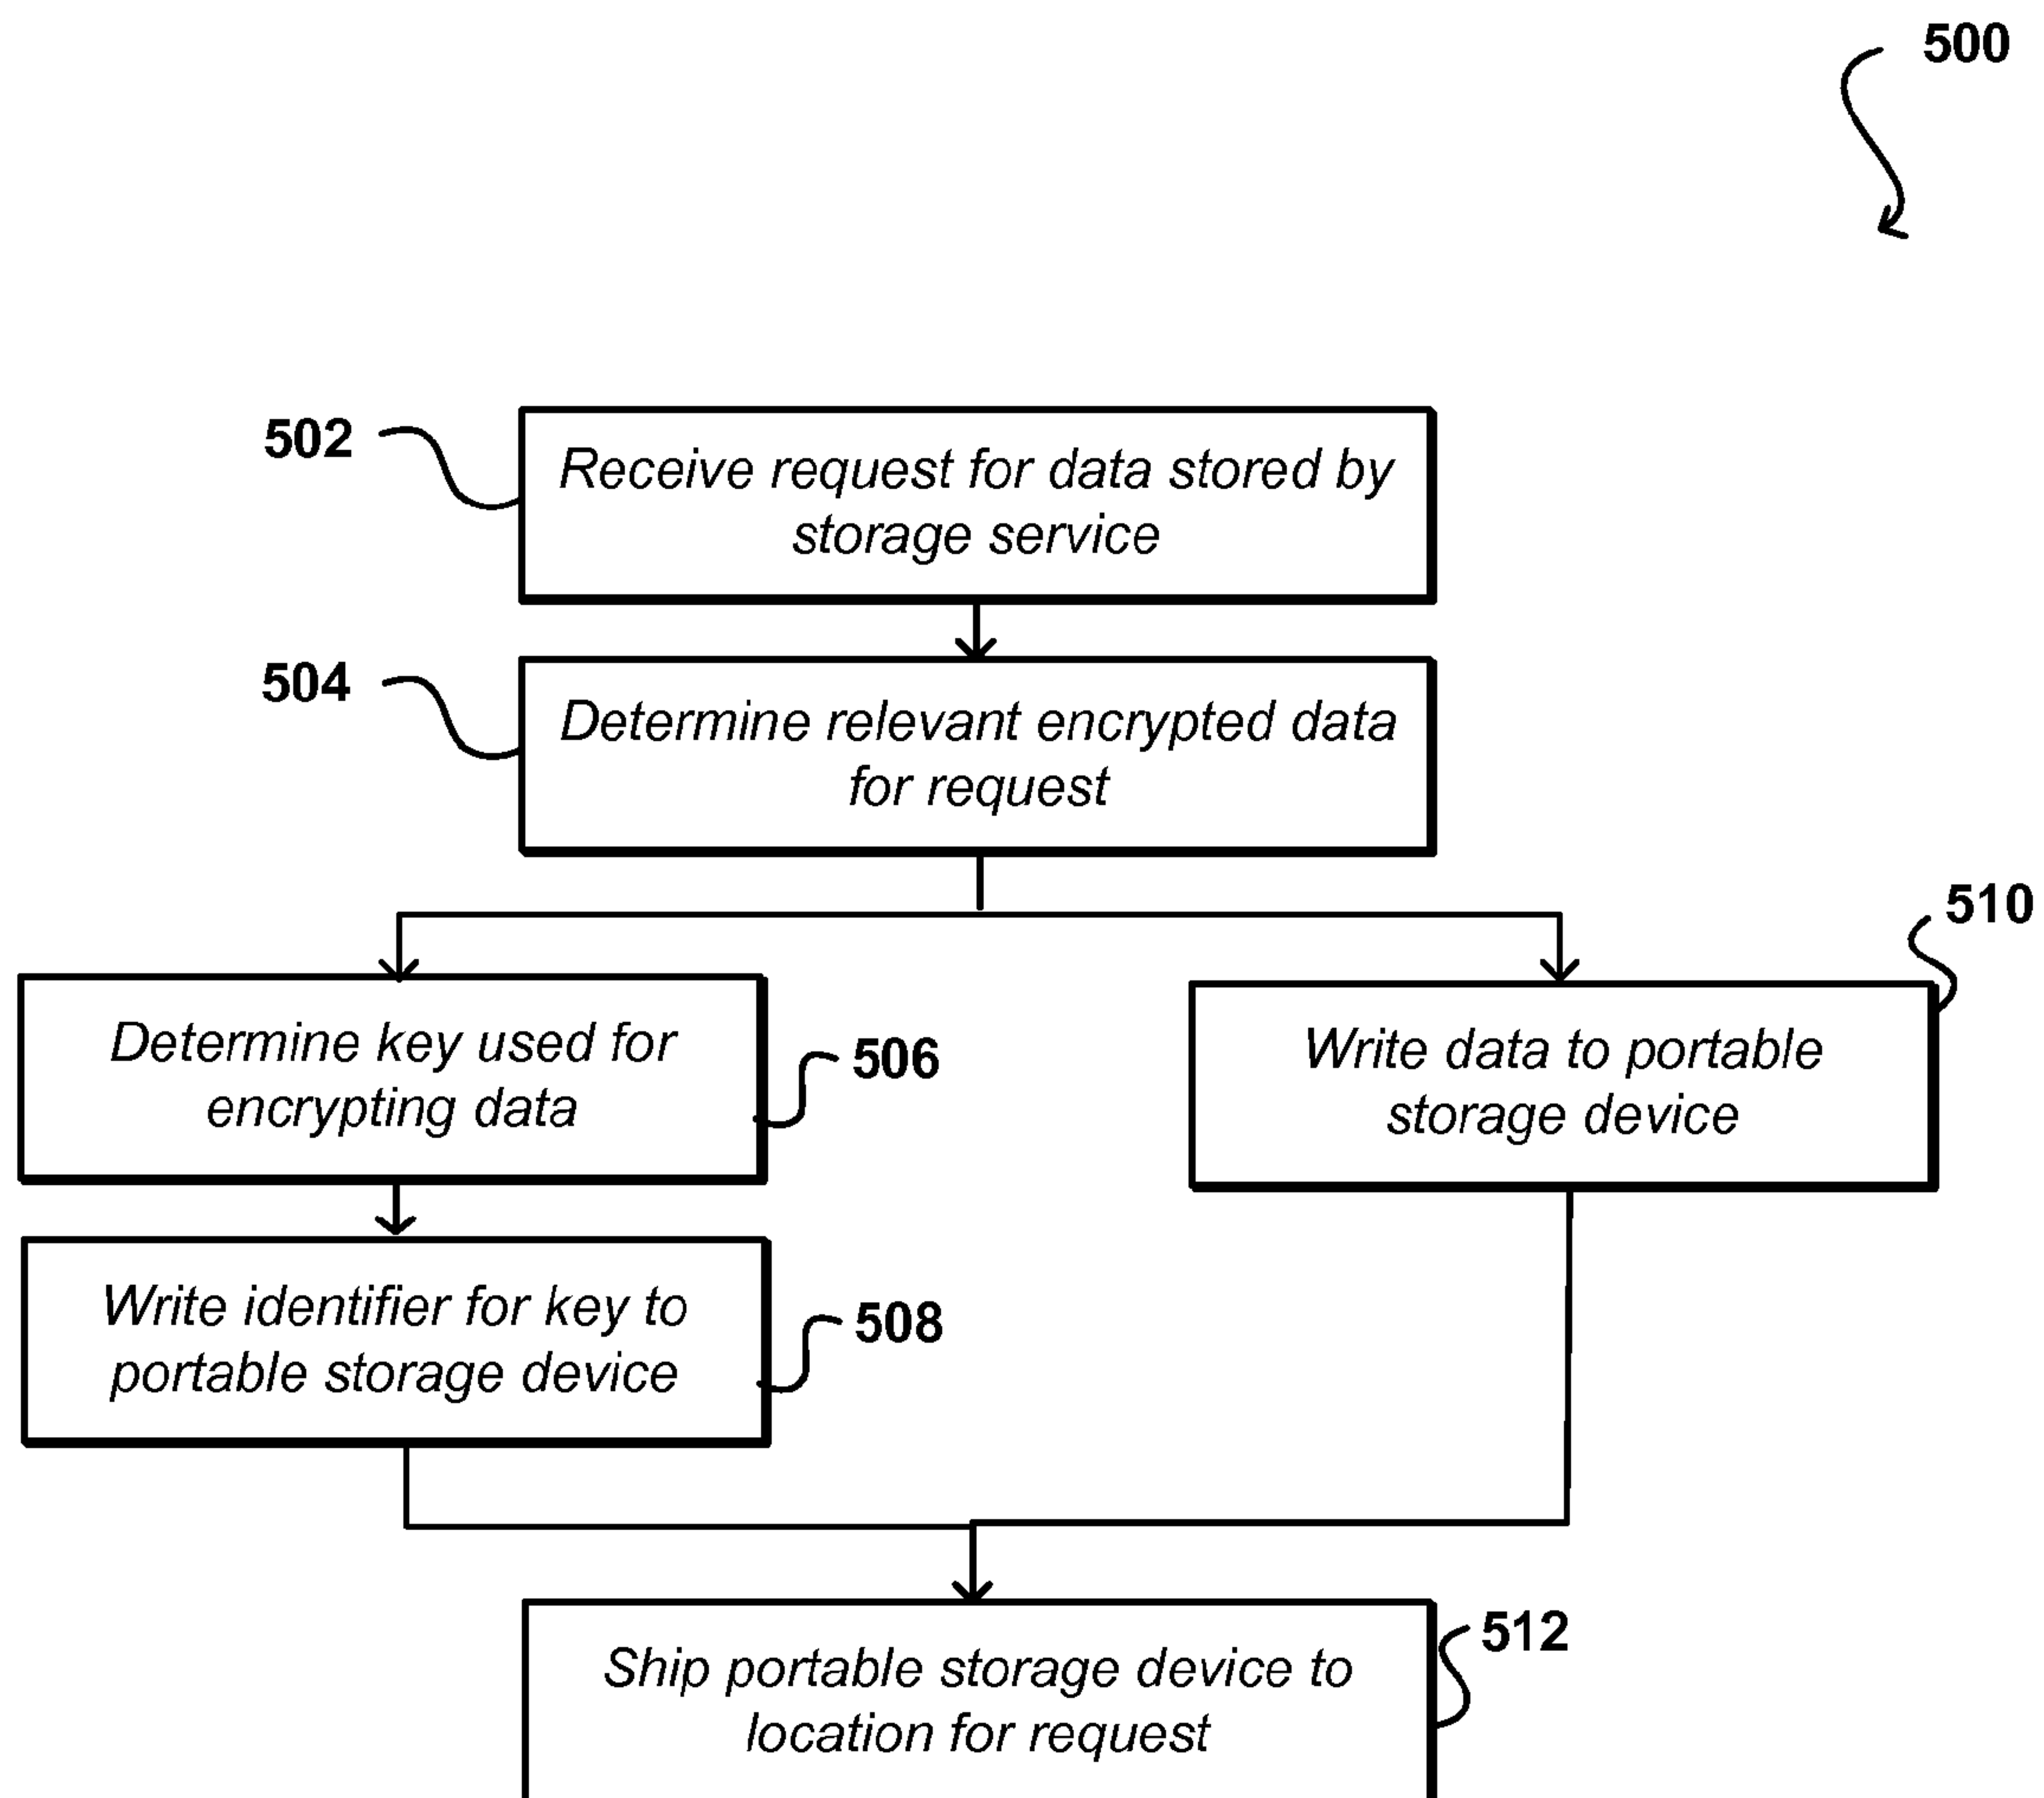 500
502
Receive request for data stored by
storage service
504
Determine relevant encrypted data
for request
510
Determine key used for
encrypting data
506
Write data to portable
storage device
Write identifier for key to
portable storage device
508
512
Ship portable storage device to
location for request